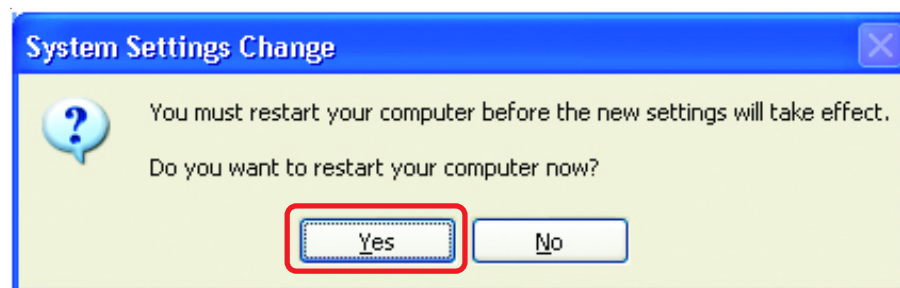 System Settings Change
You must restart your computer before the new settings will take effect.
Do you want to restart your computer now?
Yes No